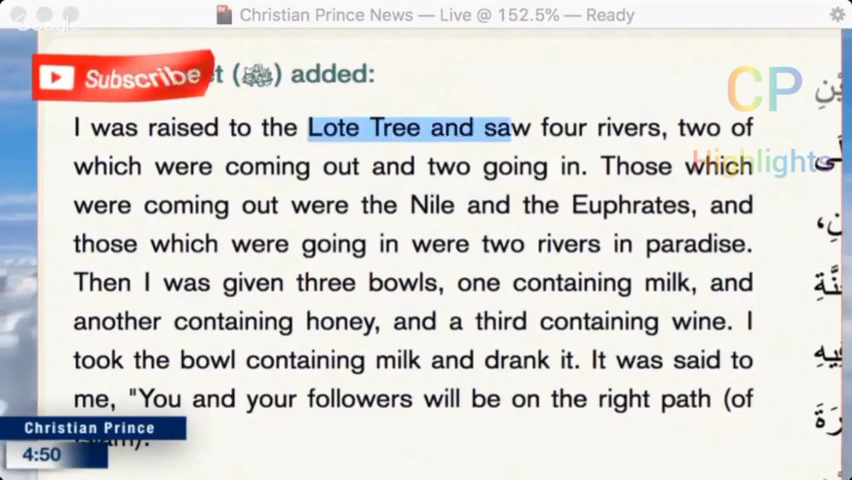 Christian Prince News — Live @ 152.5% — Ready
Google
Subscribe
(ﷺ) added:
CP
Highlights
I was raised to the Lote Tree and saw four rivers, two of
which were coming out and two going in. Those which
were coming out were the Nile and the Euphrates, and
those which were going in were two rivers in paradise.
Then I was given three bowls, one containing milk, and
another containing honey, and a third containing wine. I
took the bowl containing milk and drank it. It was said to
me, "You and your followers will be on the right path (of
Christian Prince
4:50